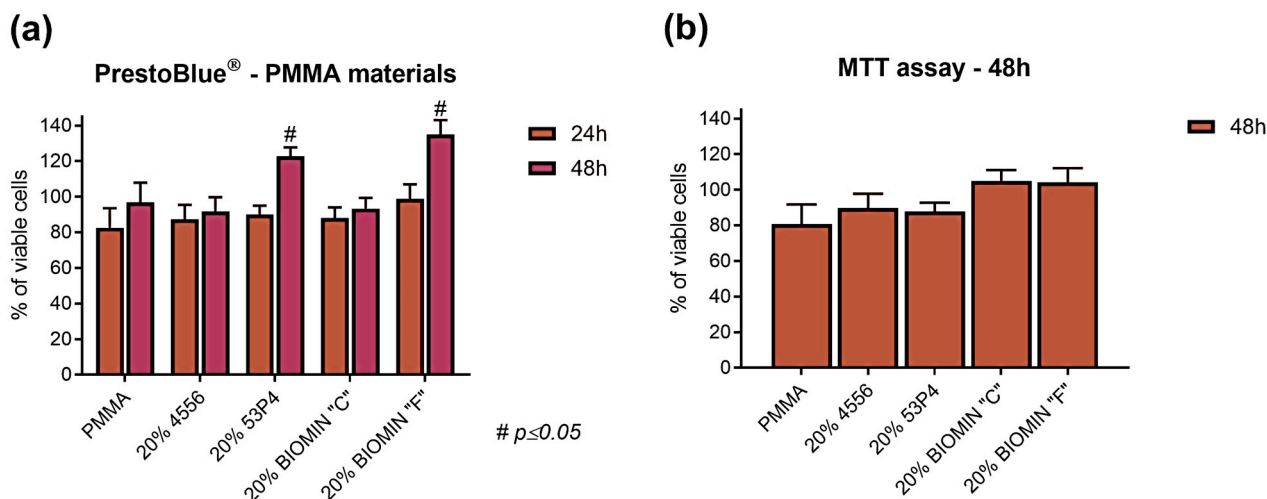 (a)
PrestoBlue® - PMMA materials
% of viable cells
140
120
100
80
60
40
20
0
#
#
PMMA
20% 4556
20% 53P4
20% BIOMIN "C"
20% BIOMIN "F"
24h
48h
# p≤0.05
(b)
MTT assay - 48h
% of viable cells
140
120
100
80
60
40
20
0
PMMA
20% 4556
20% 53P4
20% BIOMIN "C"
20% BIOMIN "F"
48h